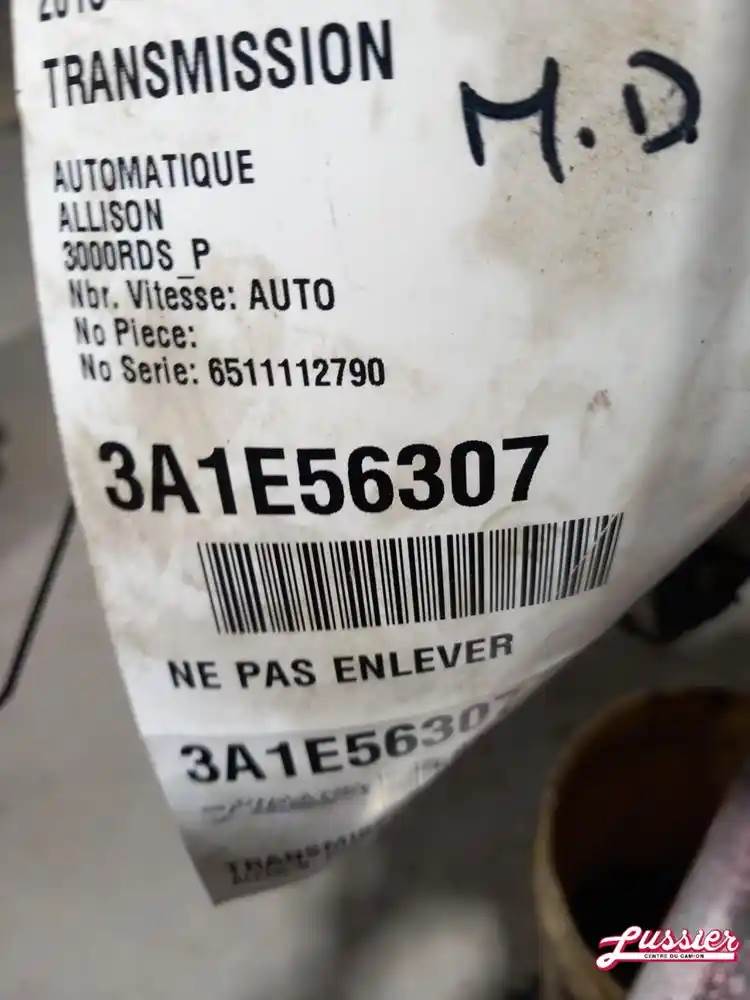 TRANSMISSION
M.D
AUTOMATIQUE
ALLISON
3000RDS_P
Nbr. Vitesse: AUTO
No Piece:
No Serie: 6511112790
3A1E56307
NE PAS ENLEVER
3A1E56307
Lussier
CENTRE DU CAMION